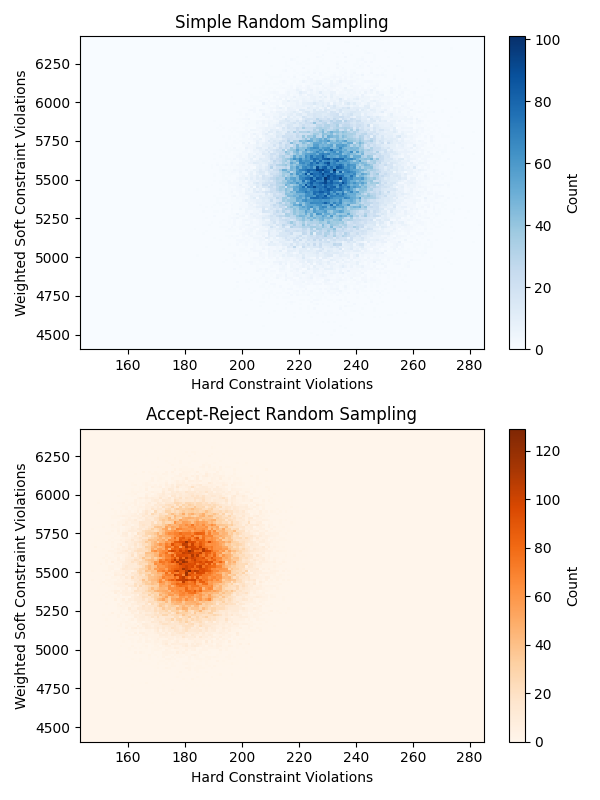 Simple Random Sampling
Weighted Soft Constraint Violations
6250
6000
5750
5500
5250
5000
4750
4500
160 180 200 220 240 260 280
Hard Constraint Violations
100
80
60
40
20
0
Count
Accept-Reject Random Sampling
Weighted Soft Constraint Violations
6250
6000
5750
5500
5250
5000
4750
4500
160 180 200 220 240 260 280
Hard Constraint Violations
120
100
80
60
40
20
0
Count